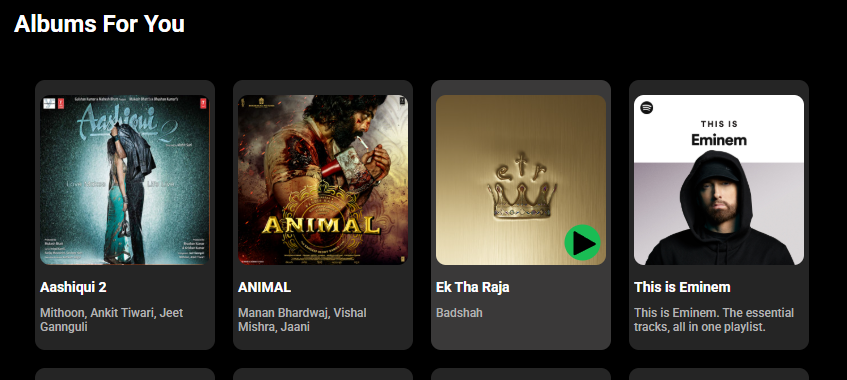 Albums For You
Aashiqui 2
ANIMAL
etr
THIS IS
Eminem
Aashiqui 2
ANIMAL
Ek Tha Raja
This is Eminem
Mithoon, Ankit Tiwari, Jeet
Gannguli
Manan Bhardwaj, Vishal
Mishra, Jaani
Badshah
This is Eminem. The essential
tracks, all in one playlist.